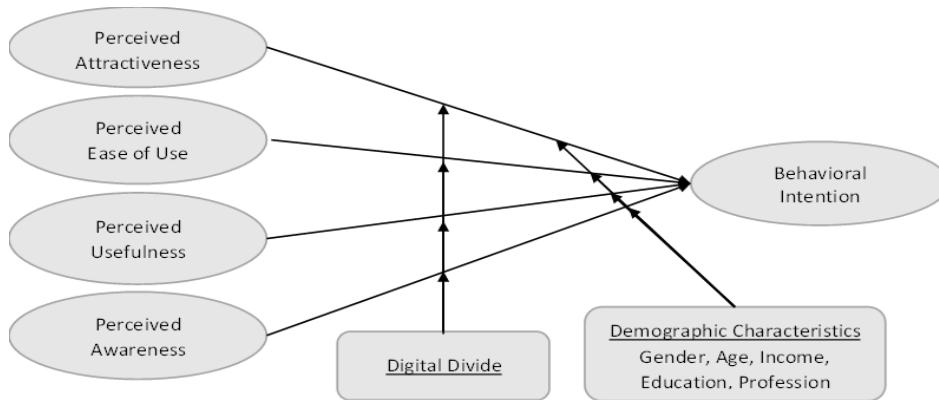 Perceived
Attractiveness
Perceived
Ease of Use
Perceived
Usefulness
Perceived
Awareness
Behavioral
Intention
Digital Divide
Demographic Characteristics
Gender, Age, Income,
Education, Profession